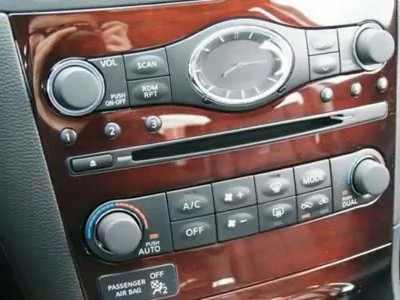 VOL
SCAN
PUSH
ON·OFF
RDM
RPT
1
2
3
MODE
A/C
+
OFF
-
PUSH
AUTO
PUSH
DUAL
PASSENGER
AIR BAG
OFF